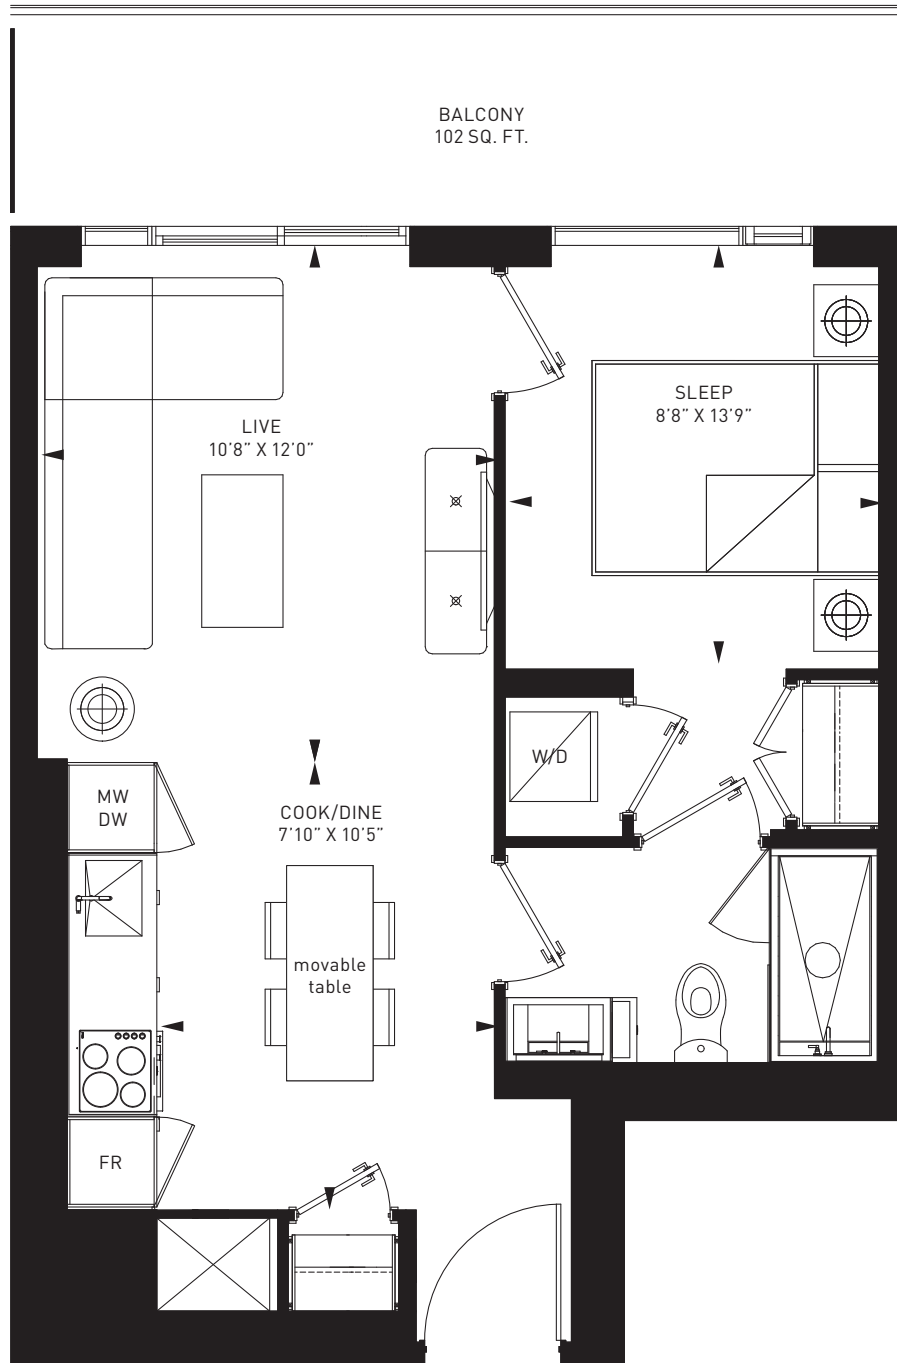 BALCONY
102 SQ. FT.
SLEEP
8'8" X 13'9"
LIVE
10'8" X 12'0"
W/D
MW
DW
COOK/DINE
7'10" X 10'5"
movable
table
FR